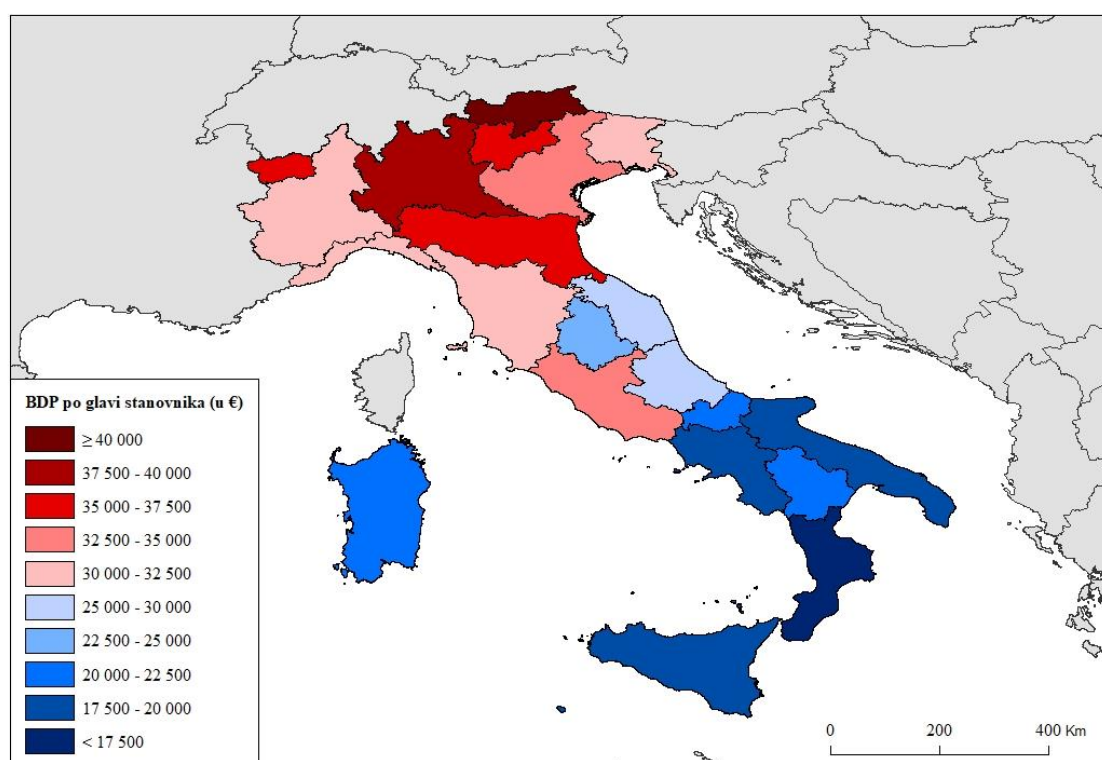 BDP po glavi stanovnika (u €)
≥ 40 000
37 500 - 40 000
35 000 - 37 500
32 500 - 35 000
30 000 - 32 500
25 000 - 30 000
22 500 - 25 000
20 000 - 22 500
17 500 - 20 000
< 17 500
0 200 400 Km